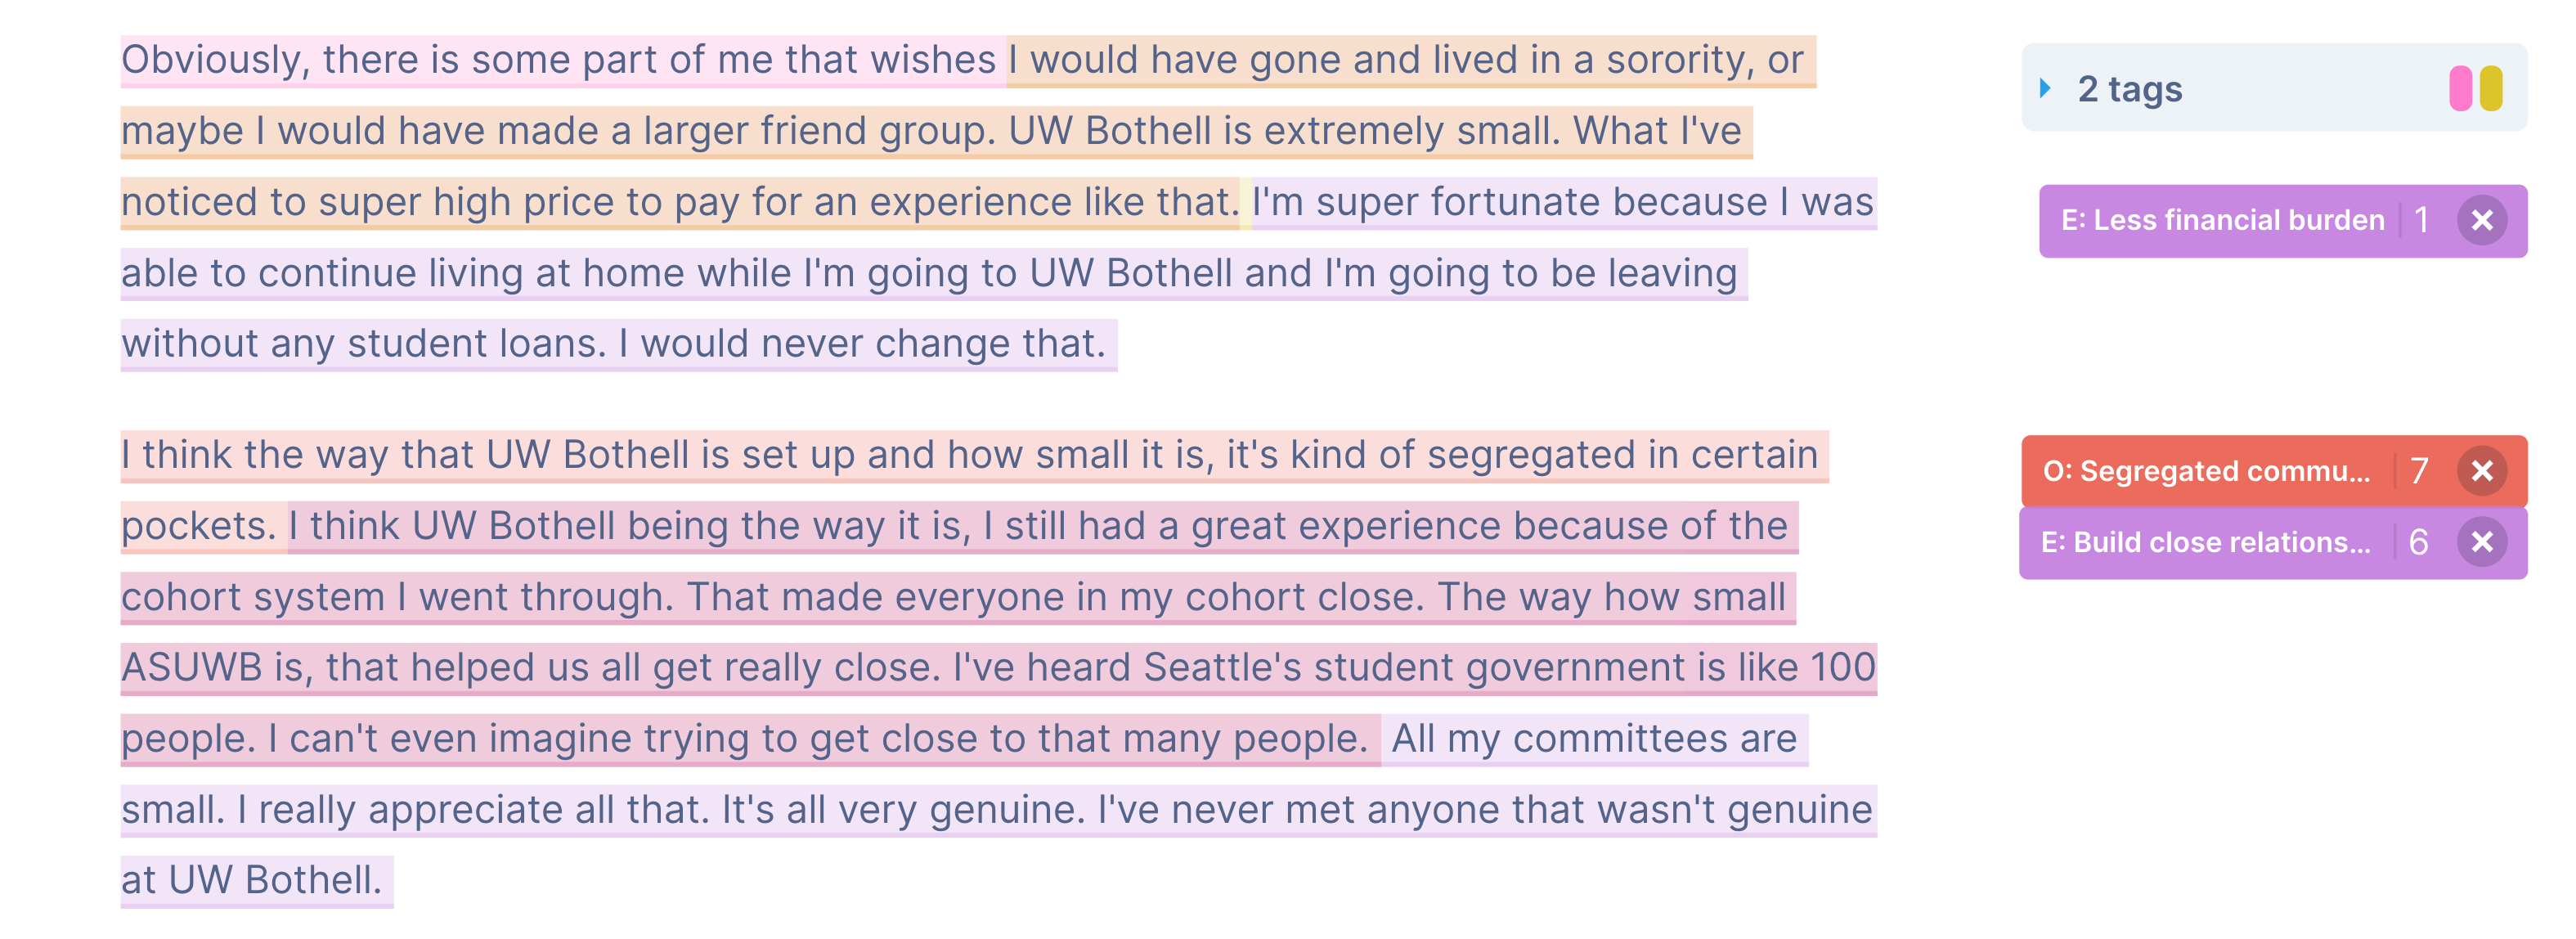 Obviously, there is some part of me that wishes I would have gone and lived in a sorority, or
maybe I would have made a larger friend group. UW Bothell is extremely small. What I've
noticed to super high price to pay for an experience like that. I'm super fortunate because I was
able to continue living at home while I'm going to UW Bothell and I'm going to be leaving
without any student loans. I would never change that.
I think the way that UW Bothell is set up and how small it is, it's kind of segregated in certain
pockets. I think UW Bothell being the way it is, I still had a great experience because of the
cohort system I went through. That made everyone in my cohort close. The way how small
ASUWB is, that helped us all get really close. I've heard Seattle's student government is like 100
people. I can't even imagine trying to get close to that many people. All my committees are
small. I really appreciate all that. It's all very genuine. I've never met anyone that wasn't genuine
at UW Bothell.
2 tags
E: Less financial burden 1
O: Segregated commu... 7
E: Build close relations... 6